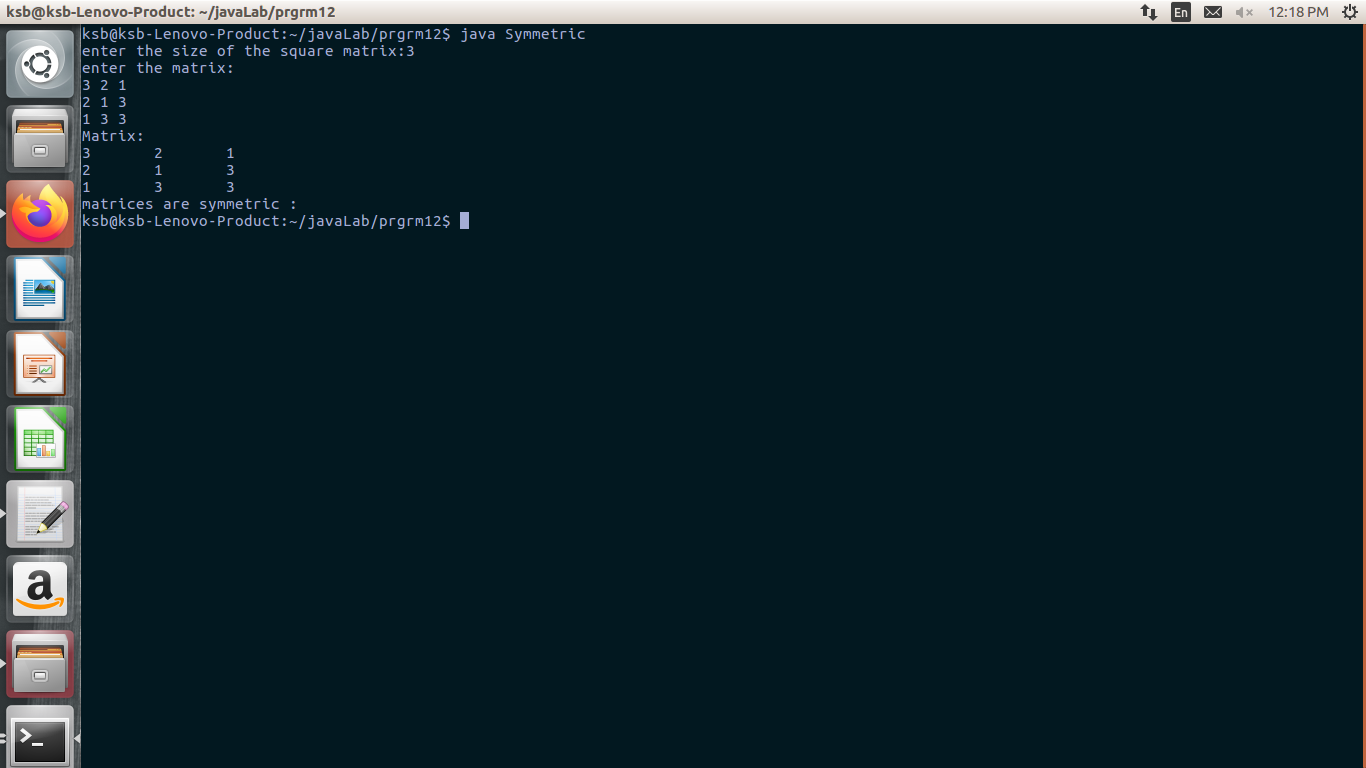 ksb@ksb-Lenovo-Product: ~/javaLab/prgrm12
En
12:18 PM
ksb@ksb-Lenovo-Product:~/javaLab/prgrm12$ java Symmetric
enter the size of the square matrix:3
enter the matrix:
3 2 1
2 1 3
1 3 3
Matrix:
3 2 1
2 1 3
1 3 3
matrices are symmetric :
ksb@ksb-Lenovo-Product:~/javaLab/prgrm12$
a
>_